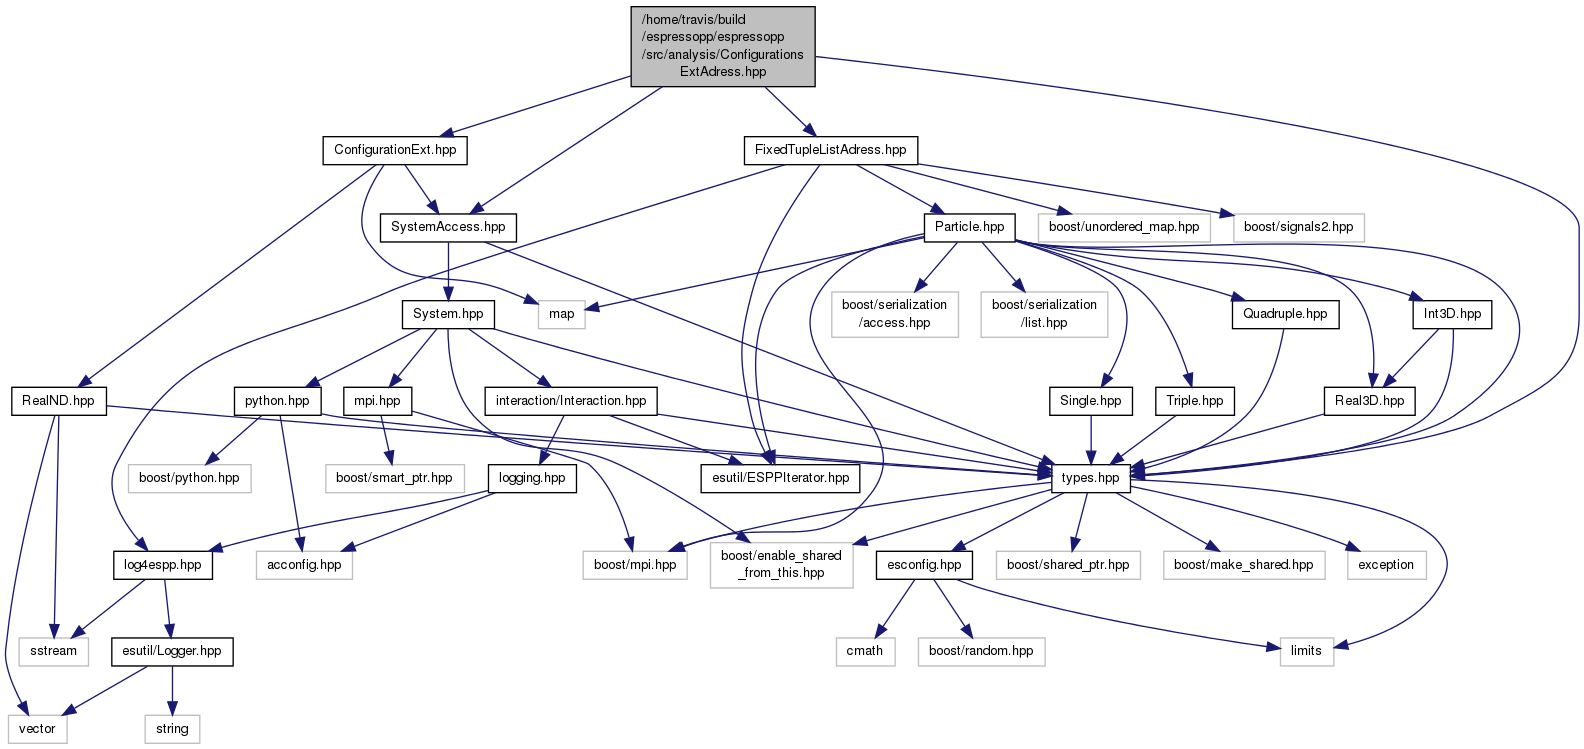 /home/travis/build
/espressopp/espressopp
/src/analysis/Configurations
ExtAdress.hpp
ConfigurationExt.hpp
FixedTupleListAdress.hpp
SystemAccess.hpp
Particle.hpp
boost/unordered_map.hpp
boost/signals2.hpp
map
System.hpp
boost/serialization
/access.hpp
boost/serialization
/list.hpp
Quadruple.hpp
Int3D.hpp
RealND.hpp
python.hpp
mpi.hpp
interaction/Interaction.hpp
Single.hpp
Triple.hpp
Real3D.hpp
boost/python.hpp
boost/smart_ptr.hpp
logging.hpp
esutil/ESPPIterator.hpp
types.hpp
log4espp.hpp
acconfig.hpp
boost/mpi.hpp
boost/enable_shared
_from_this.hpp
esconfig.hpp
boost/shared_ptr.hpp
boost/make_shared.hpp
exception
sstream
esutil/Logger.hpp
cmath
boost/random.hpp
limits
vector
string